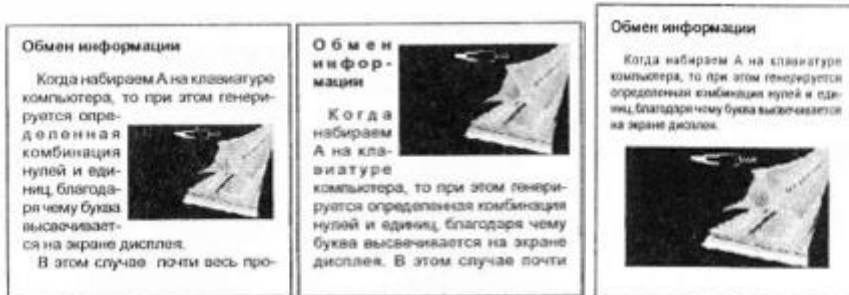 Обмен информации
Когда набираем А на клавиатуре
компьютера, то при этом генери-
руется опре-
деленная
комбинация
нулей и еди-
ниц, благода-
ря чему буква
высвечивает-
ся на экране дисплея.
В этом случае почти весь про-
Обмен
инфор-
мации
Когда
набираем
А на кла-
виатуре
компьютера, то при этом генери-
руется определенная комбинация
нулей и единиц, благодаря чему
буква высвечивается на экране
дисплея. В этом случае почти
Обмен информации
Когда набираем А на клавиатуре
компьютера, то при этом генерируется
определенная комбинация нулей и еди-
ниц, благодаря чему буква высвечивается
на экране дисплея.